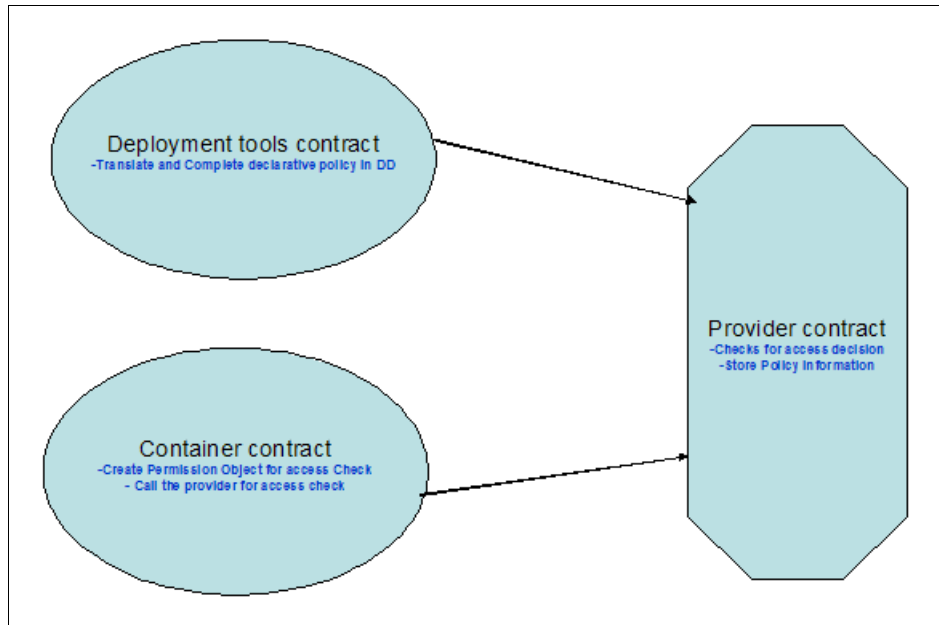 Deployment tools contract
-Translate and Complete declarative policy in DD
Container contract
-Create Permission Object for access Check
- Call the provider for access check
Provider contract
-Checks for access decision
-Store Policy Information